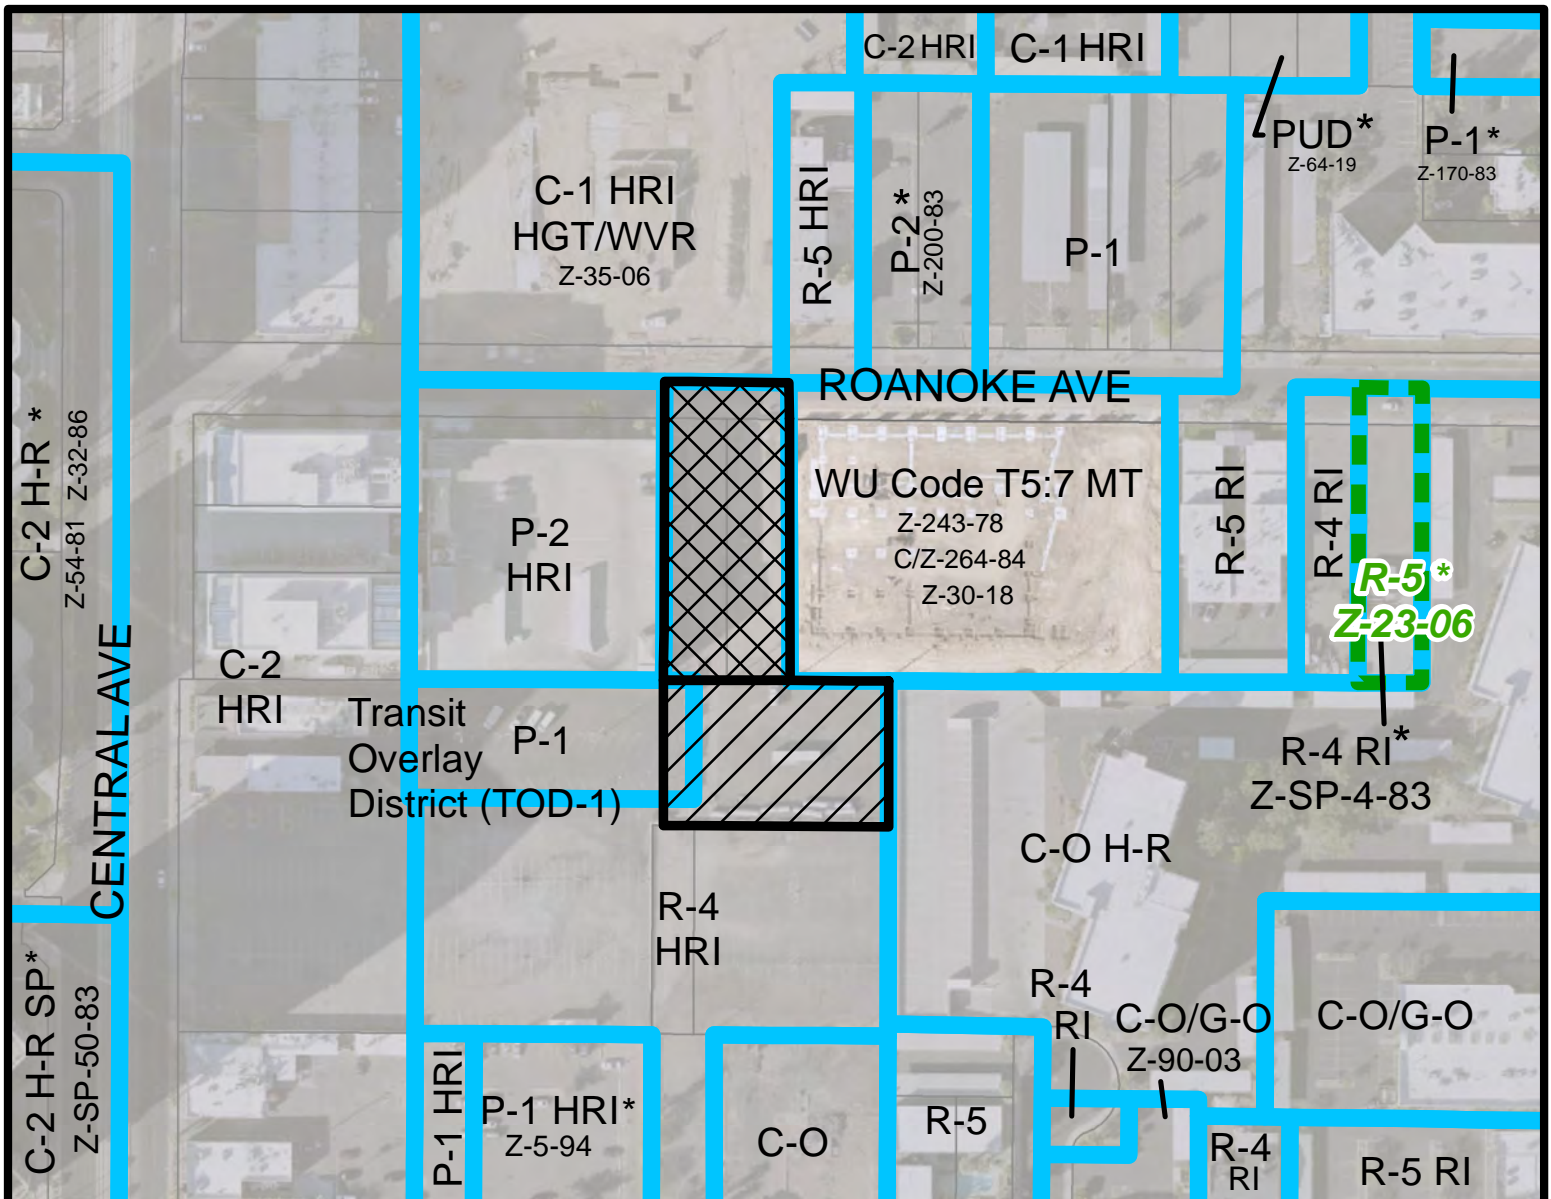 C-2 HRI
C-1 HRI
PUD*
Z-64-19
P-1*
Z-170-83
C-1 HRI
HGT/WVR
Z-35-06
R-5 HRI
P-2 *
Z-200-83
P-1
ROANOKE AVE
C-2 H-R *
Z-54-81 Z-32-86
CENTRAL AVE
P-2
HRI
WU Code T5:7 MT
Z-243-78
C/Z-264-84
Z-30-18
R-5 RI
R-4 RI
R-5 *
Z-23-06
C-2
HRI
Transit
Overlay
District (TOD-1)
P-1
R-4 RI*
Z-SP-4-83
C-O H-R
R-4
HRI
C-2 H-R SP*
Z-SP-50-83
R-4
RI
C-O/G-O
Z-90-03
C-O/G-O
P-1 HRI
P-1 HRI*
Z-5-94
C-O
R-5
R-4
RI
R-5 RI